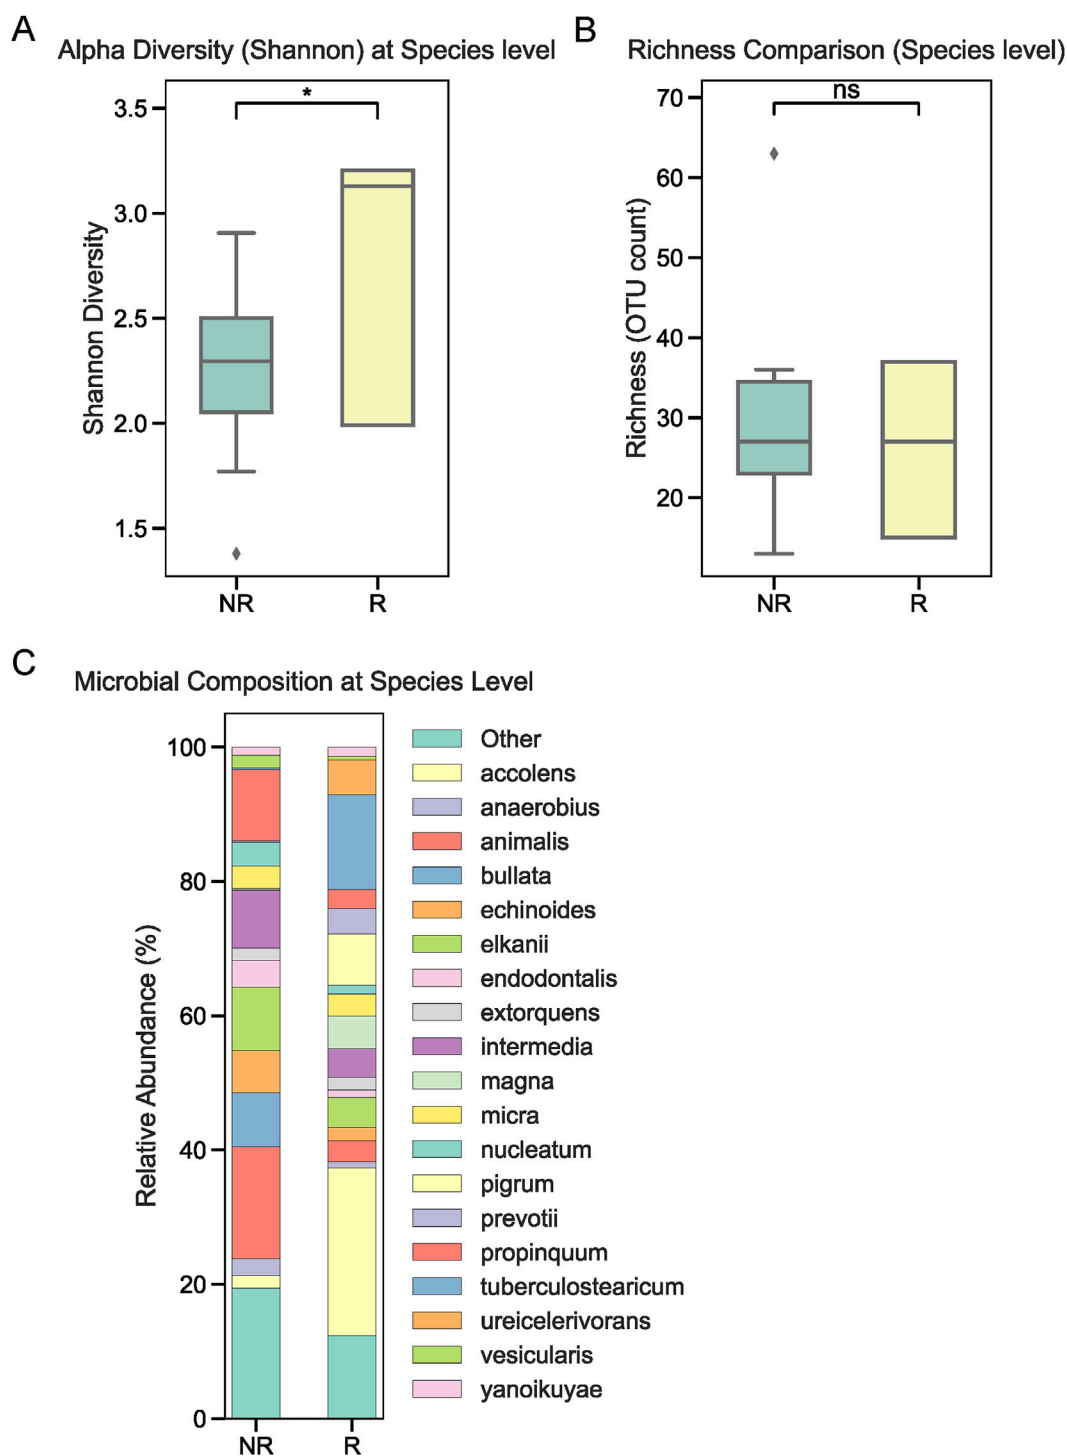 A
Alpha Diversity (Shannon) at Species level
3.5
3.0
2.5
2.0
1.5
Shannon Diversity
*
NR
R
B
Richness Comparison (Species level)
70
60
50
40
30
20
Richness (OTU count)
ns
NR
R
C
Microbial Composition at Species Level
100
80
60
40
20
0
Relative Abundance (%)
NR
R
Other
accolens
anaerobius
animalis
bullata
echinoides
elkanii
endodontalis
extorquens
intermedia
magna
micra
nucleatum
pigrum
prevotii
propinquum
tuberculostearicum
ureicelerivorans
vesicularis
yanoikuyae